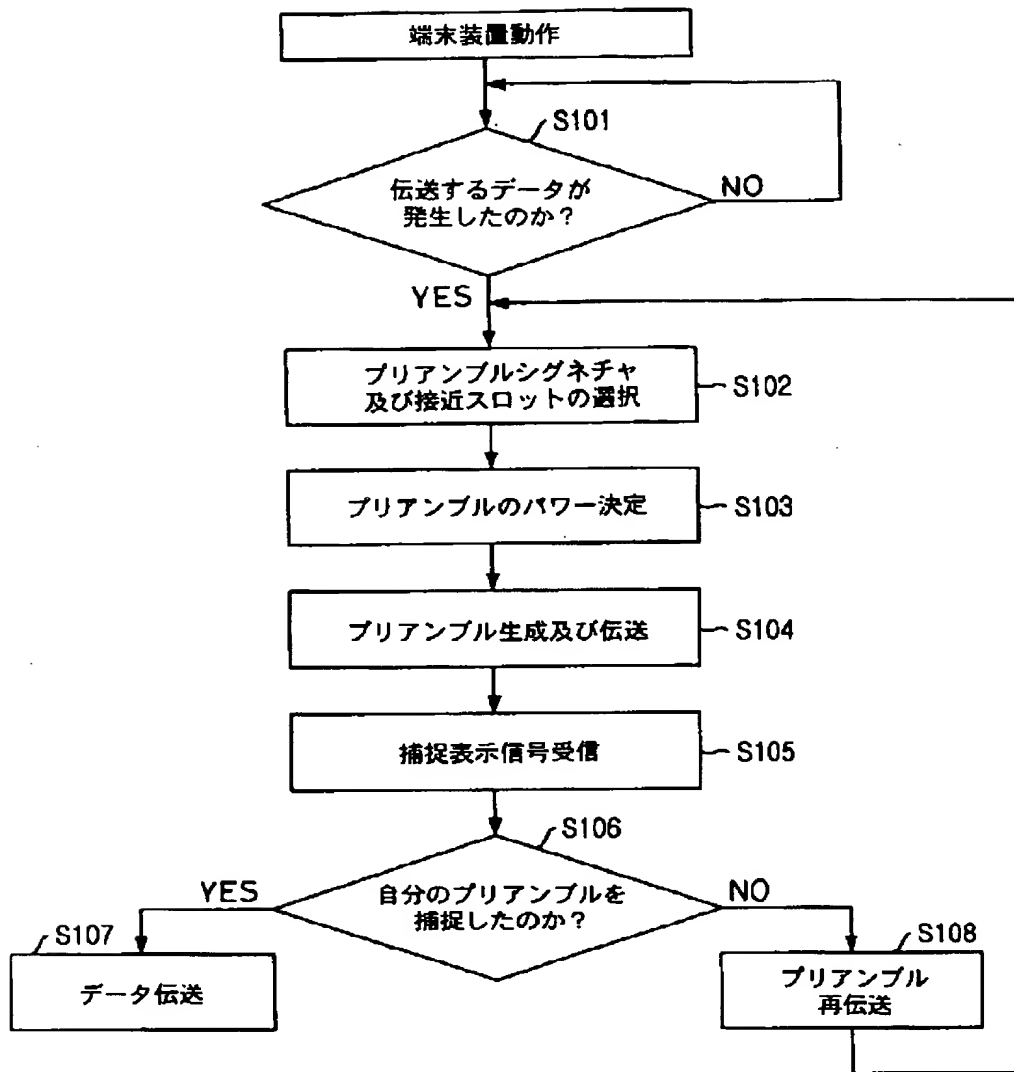 端末装置動作
S101
伝送するデータが
発生したのか？
NO
YES
プリアンブルシグネチャ
及び接近スロットの選択
S102
プリアンブルのパワー決定
S103
プリアンブル生成及び伝送
S104
捕捉表示信号受信
S105
S106
自分のプリアンブルを
捕捉したのか？
YES
NO
S107
データ伝送
S108
プリアンブル
再伝送